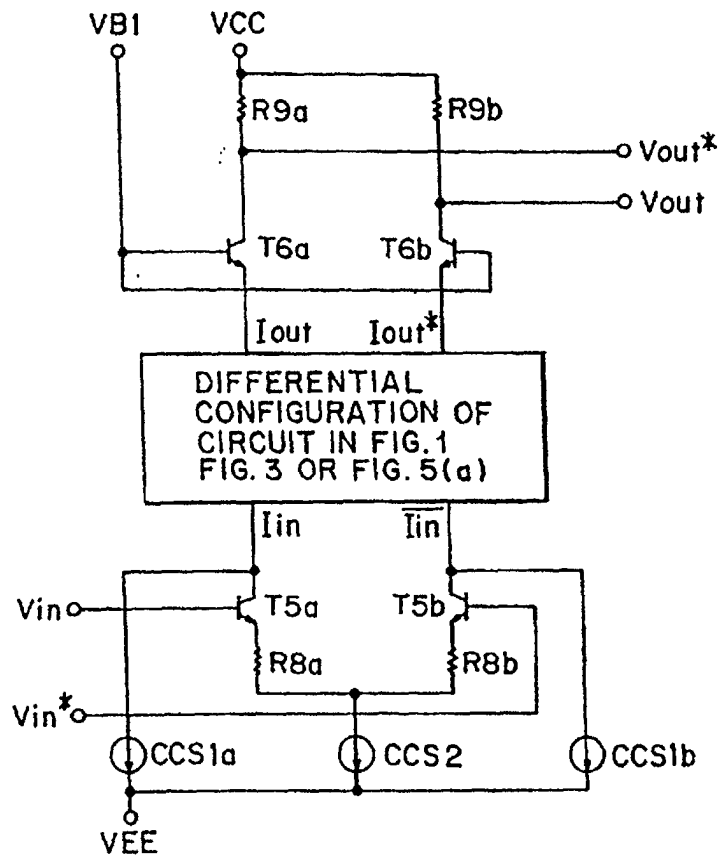 VB1 VCC
R9a R9b
Vout*
Vout
T6a T6b
Iout Iout*
DIFFERENTIAL
CONFIGURATION OF
CIRCUIT IN FIG. 1
FIG. 3 OR FIG. 5(a)
Iin I̅i̅n̅
Vin T5a T5b
R8a R8b
Vin*
CCS1a CCS2 CCS1b
VEE